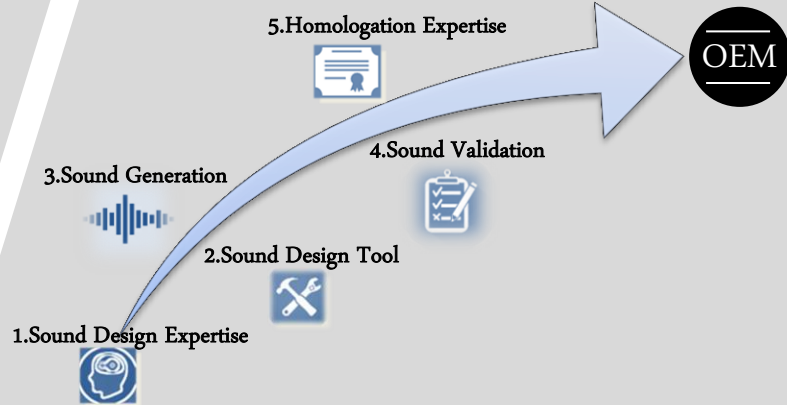 5.Homologation Expertise
OEM
4.Sound Validation
3.Sound Generation
2.Sound Design Tool
1.Sound Design Expertise